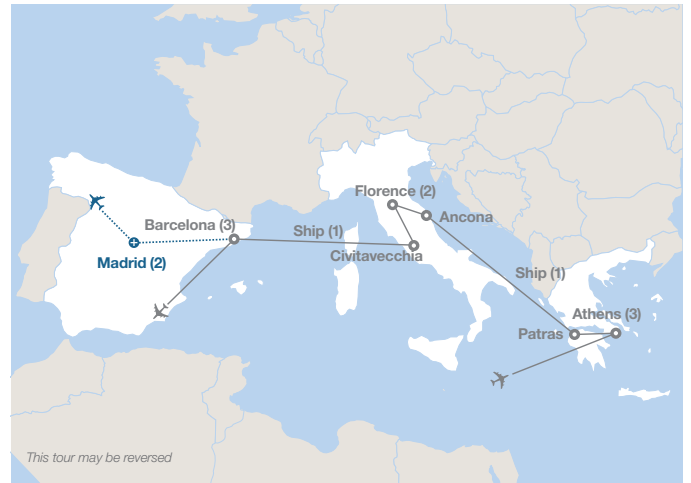 Florence (2)
Barcelona (3)
Ancona
Ship (1)
Civitavecchia
Madrid (2)
Ship (1)
Athens (3)
Patras
This tour may be reversed